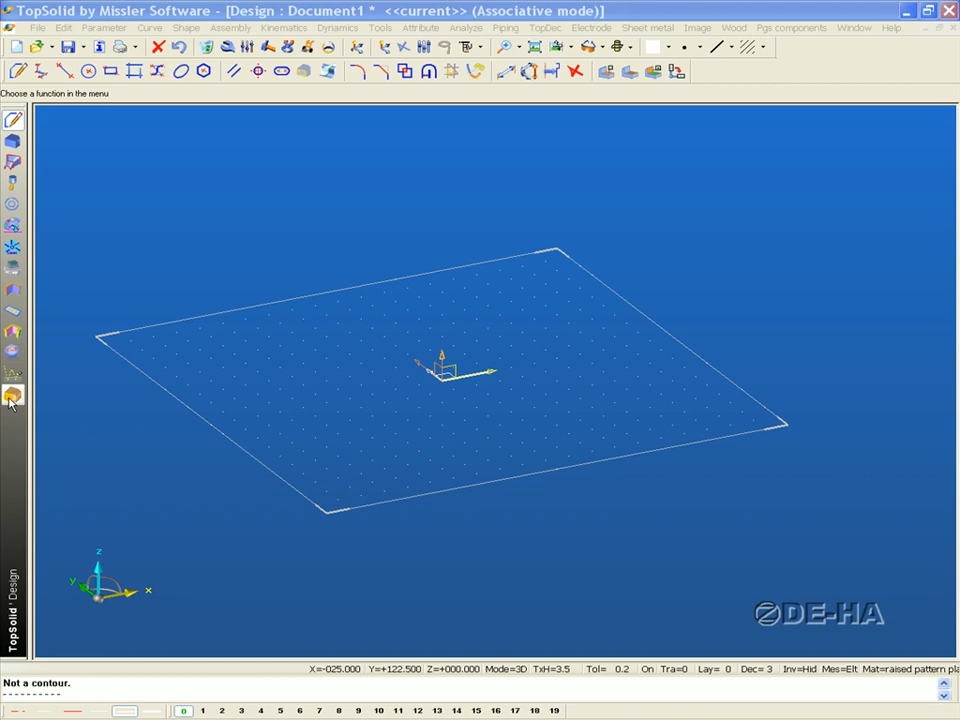 TopSolid by Missler Software - [Design : Document1 * <<current>> (Associative mode)]
File Edit Parameter Curve Shape Assembly Kinematics Dynamics Tools Attribute Analyze Piping TopDec Electrode Sheet metal Image Wood Pgs components Window Help
Choose a function in the menu
z
y
x
DE-HA
TopSolid'Design
X=-025.000 Y=+122.500 Z=+000.000 Mode=3D TxH=3.5 Tol= 0.2 On Tra=0 Lay= 0 Dec= 3 Inv=Hid Mes=Elt Mat=raised pattern pla
Not a contour.
----------
0 1 2 3 4 5 6 7 8 9 10 11 12 13 14 15 16 17 18 19